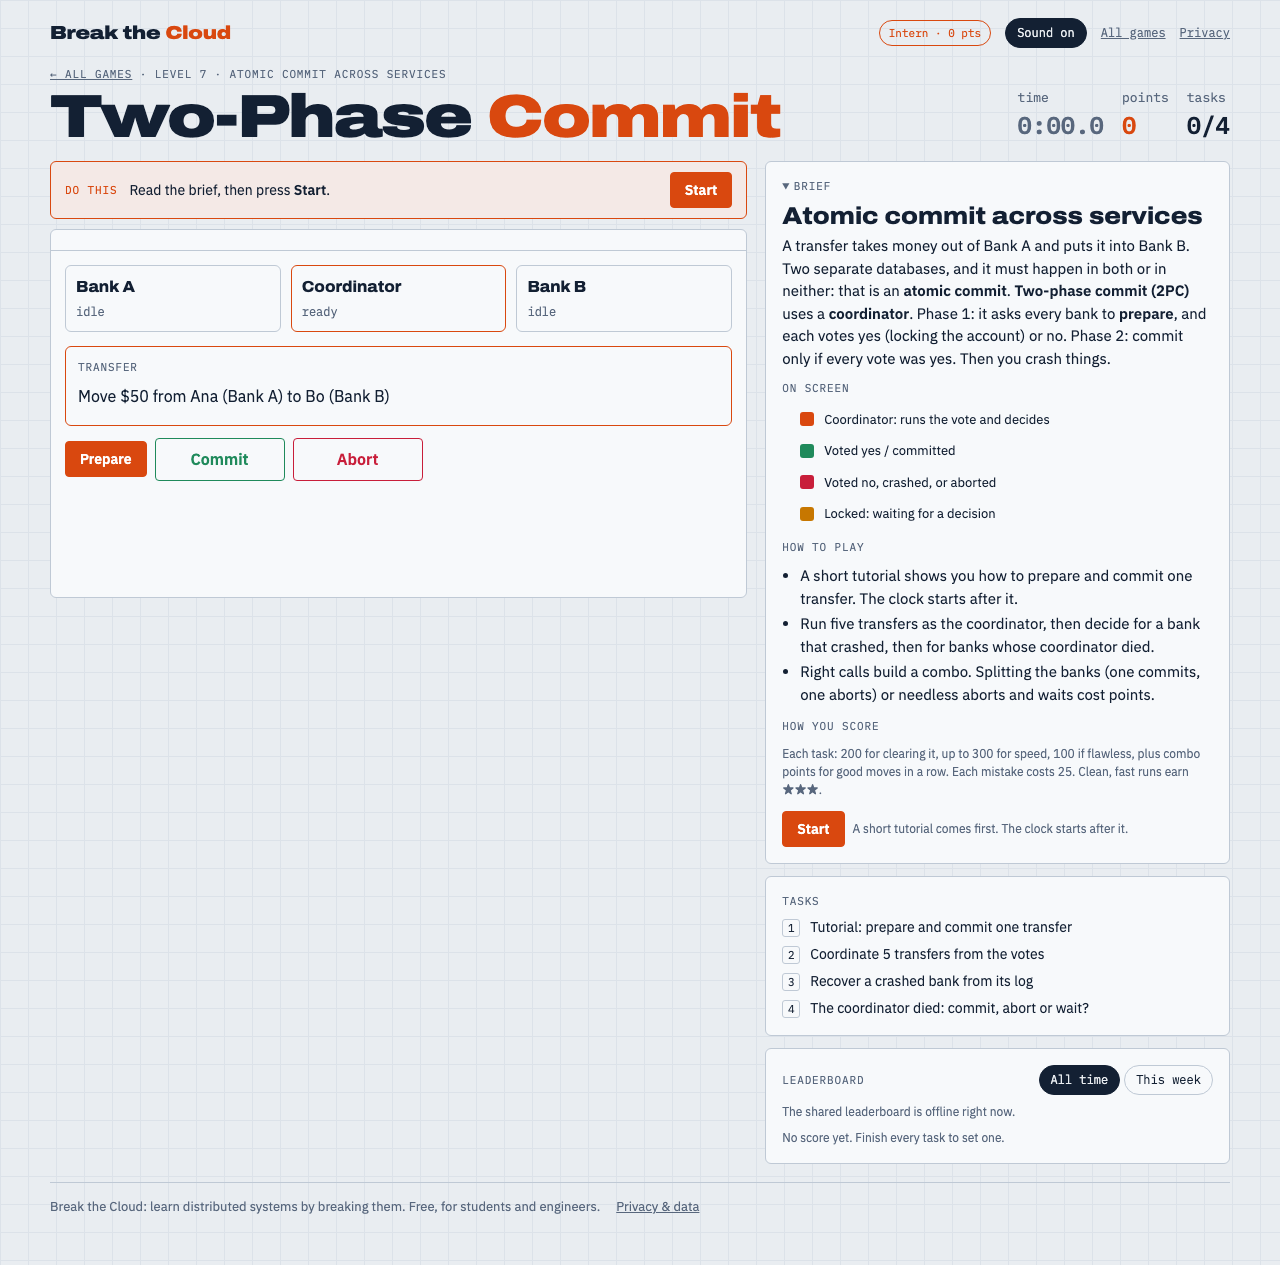 Break the Cloud
Intern · 0 pts
Sound on
All games
Privacy
← ALL GAMES · LEVEL 7 · ATOMIC COMMIT ACROSS SERVICES
Two-Phase Commit
time
0:00.0
points
0
tasks
0/4
DO THIS Read the brief, then press Start.
Start
Bank A
idle
Coordinator
ready
Bank B
idle
TRANSFER
Move $50 from Ana (Bank A) to Bo (Bank B)
Prepare
Commit
Abort
▼ BRIEF
Atomic commit across services
A transfer takes money out of Bank A and puts it into Bank B.
Two separate databases, and it must happen in both or in
neither: that is an atomic commit. Two-phase commit (2PC)
uses a coordinator. Phase 1: it asks every bank to prepare, and
each votes yes (locking the account) or no. Phase 2: commit
only if every vote was yes. Then you crash things.
ON SCREEN
Coordinator: runs the vote and decides
Voted yes / committed
Voted no, crashed, or aborted
Locked: waiting for a decision
HOW TO PLAY
• A short tutorial shows you how to prepare and commit one
transfer. The clock starts after it.
• Run five transfers as the coordinator, then decide for a bank
that crashed, then for banks whose coordinator died.
• Right calls build a combo. Splitting the banks (one commits,
one aborts) or needless aborts and waits cost points.
HOW YOU SCORE
Each task: 200 for clearing it, up to 300 for speed, 100 if flawless, plus combo
points for good moves in a row. Each mistake costs 25. Clean, fast runs earn
★★★.
Start
A short tutorial comes first. The clock starts after it.
TASKS
1 Tutorial: prepare and commit one transfer
2 Coordinate 5 transfers from the votes
3 Recover a crashed bank from its log
4 The coordinator died: commit, abort or wait?
LEADERBOARD
All time
This week
The shared leaderboard is offline right now.
No score yet. Finish every task to set one.
Break the Cloud: learn distributed systems by breaking them. Free, for students and engineers.
Privacy & data